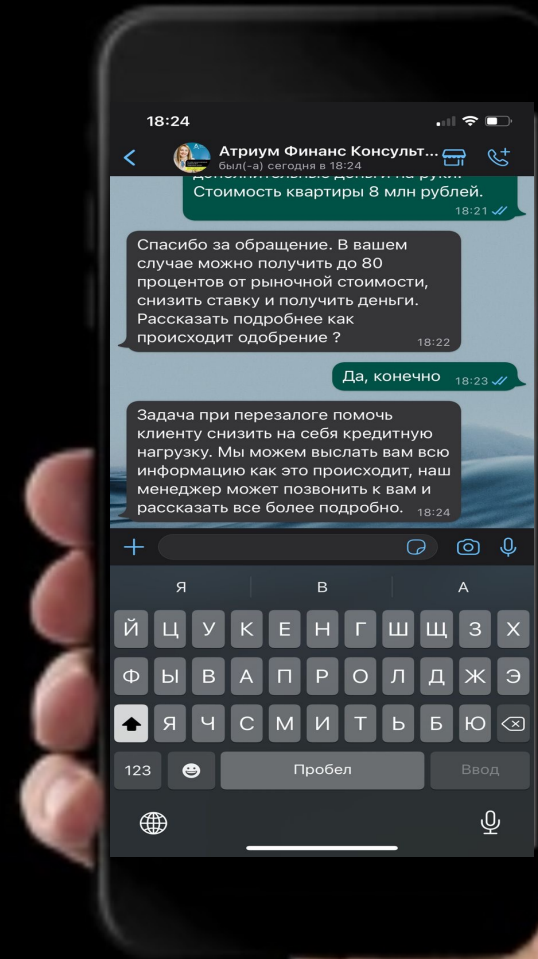 18:24
Атриум Финанс Консульт...
был(-а) сегодня в 18:24
дополнительные деньги на руки.
Стоимость квартиры 8 млн рублей.
18:21
Спасибо за обращение. В вашем
случае можно получить до 80
процентов от рыночной стоимости,
снизить ставку и получить деньги.
Рассказать подробнее как
происходит одобрение ?
18:22
Да, конечно 18:23
Задача при перезалоге помочь
клиенту снизить на себя кредитную
нагрузку. Мы можем выслать вам всю
информацию как это происходит, наш
менеджер может позвонить к вам и
рассказать все более подробно. 18:24
Я В А
Й Ц У К Е Н Г Ш Щ З Х
Ф Ы В А П Р О Л Д Ж Э
Я Ч С М И Т Ь Б Ю
123 Пробел Ввод